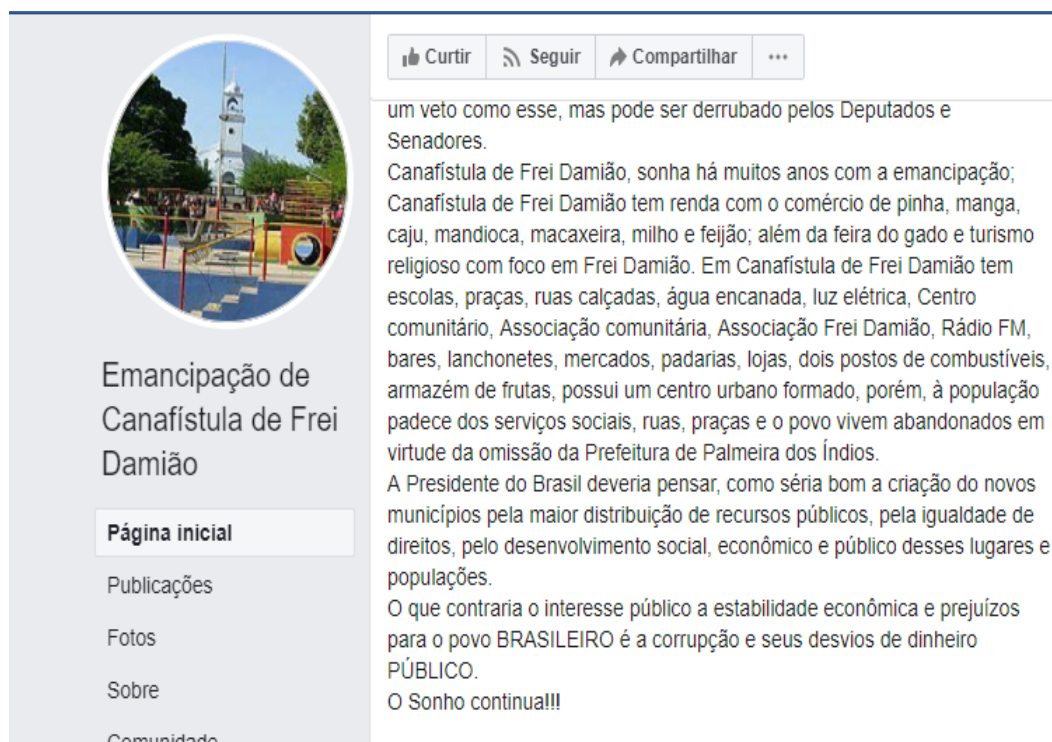 Curtir
Seguir
Compartilhar
um veto como esse, mas pode ser derrubado pelos Deputados e
Senadores.
Canafístula de Frei Damião, sonha há muitos anos com a emancipação;
Canafístula de Frei Damião tem renda com o comércio de pinha, manga,
caju, mandioca, macaxeira, milho e feijão; além da feira do gado e turismo
religioso com foco em Frei Damião. Em Canafístula de Frei Damião tem
escolas, praças, ruas calçadas, água encanada, luz elétrica, Centro
comunitário, Associação comunitária, Associação Frei Damião, Rádio FM,
bares, lanchonetes, mercados, padarias, lojas, dois postos de combustíveis,
armazém de frutas, possui um centro urbano formado, porém, à população
padece dos serviços sociais, ruas, praças e o povo vivem abandonados em
virtude da omissão da Prefeitura de Palmeira dos Índios.
A Presidente do Brasil deveria pensar, como séria bom a criação do novos
municípios pela maior distribuição de recursos públicos, pela igualdade de
direitos, pelo desenvolvimento social, econômico e público desses lugares e
populações.
O que contraria o interesse público a estabilidade econômica e prejuízos
para o povo BRASILEIRO é a corrupção e seus desvios de dinheiro
PÚBLICO.
O Sonho continua!!!
Emancipação de
Canafístula de Frei
Damião
Página inicial
Publicações
Fotos
Sobre
Comunidade